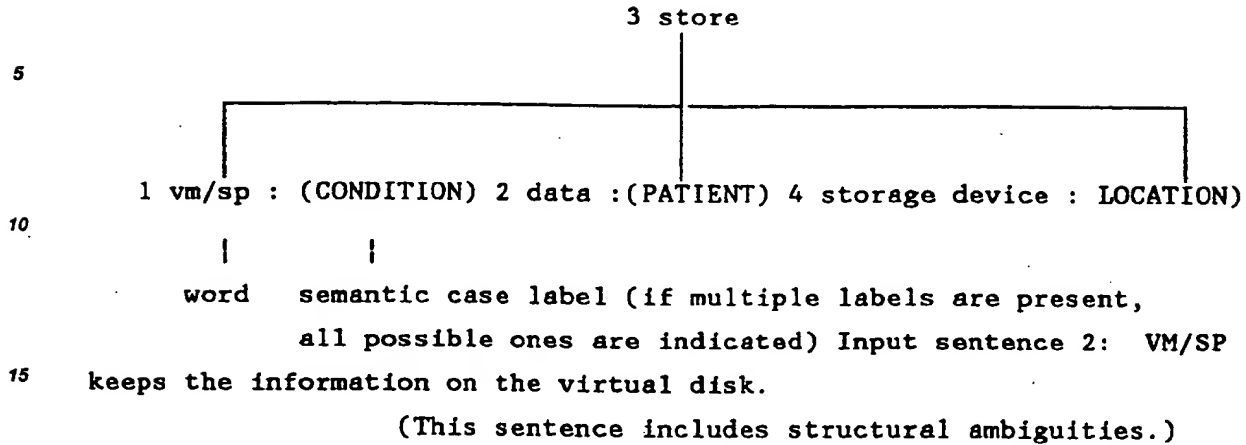 3 store
5
1 vm/sp : (CONDITION) 2 data :(PATIENT) 4 storage device : LOCATION)
10
word semantic case label (if multiple labels are present,
all possible ones are indicated) Input sentence 2: VM/SP
15 keeps the information on the virtual disk.
(This sentence includes structural ambiguities.)